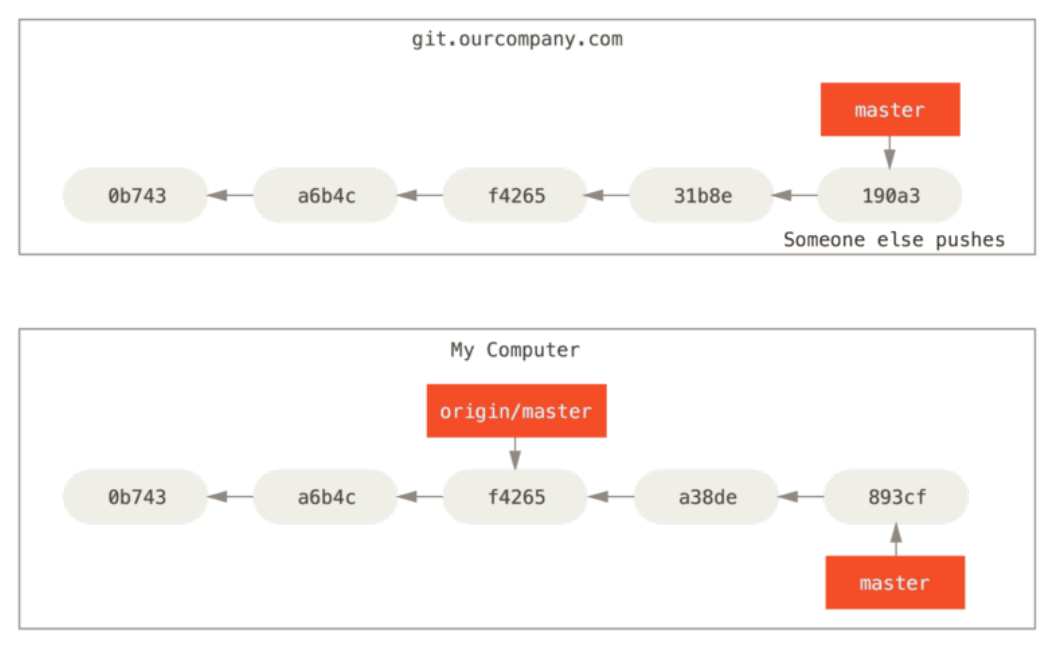 git.ourcompany.com
master
0b743 a6b4c f4265 31b8e 190a3
Someone else pushes
My Computer
origin/master
0b743 a6b4c f4265 a38de 893cf
master